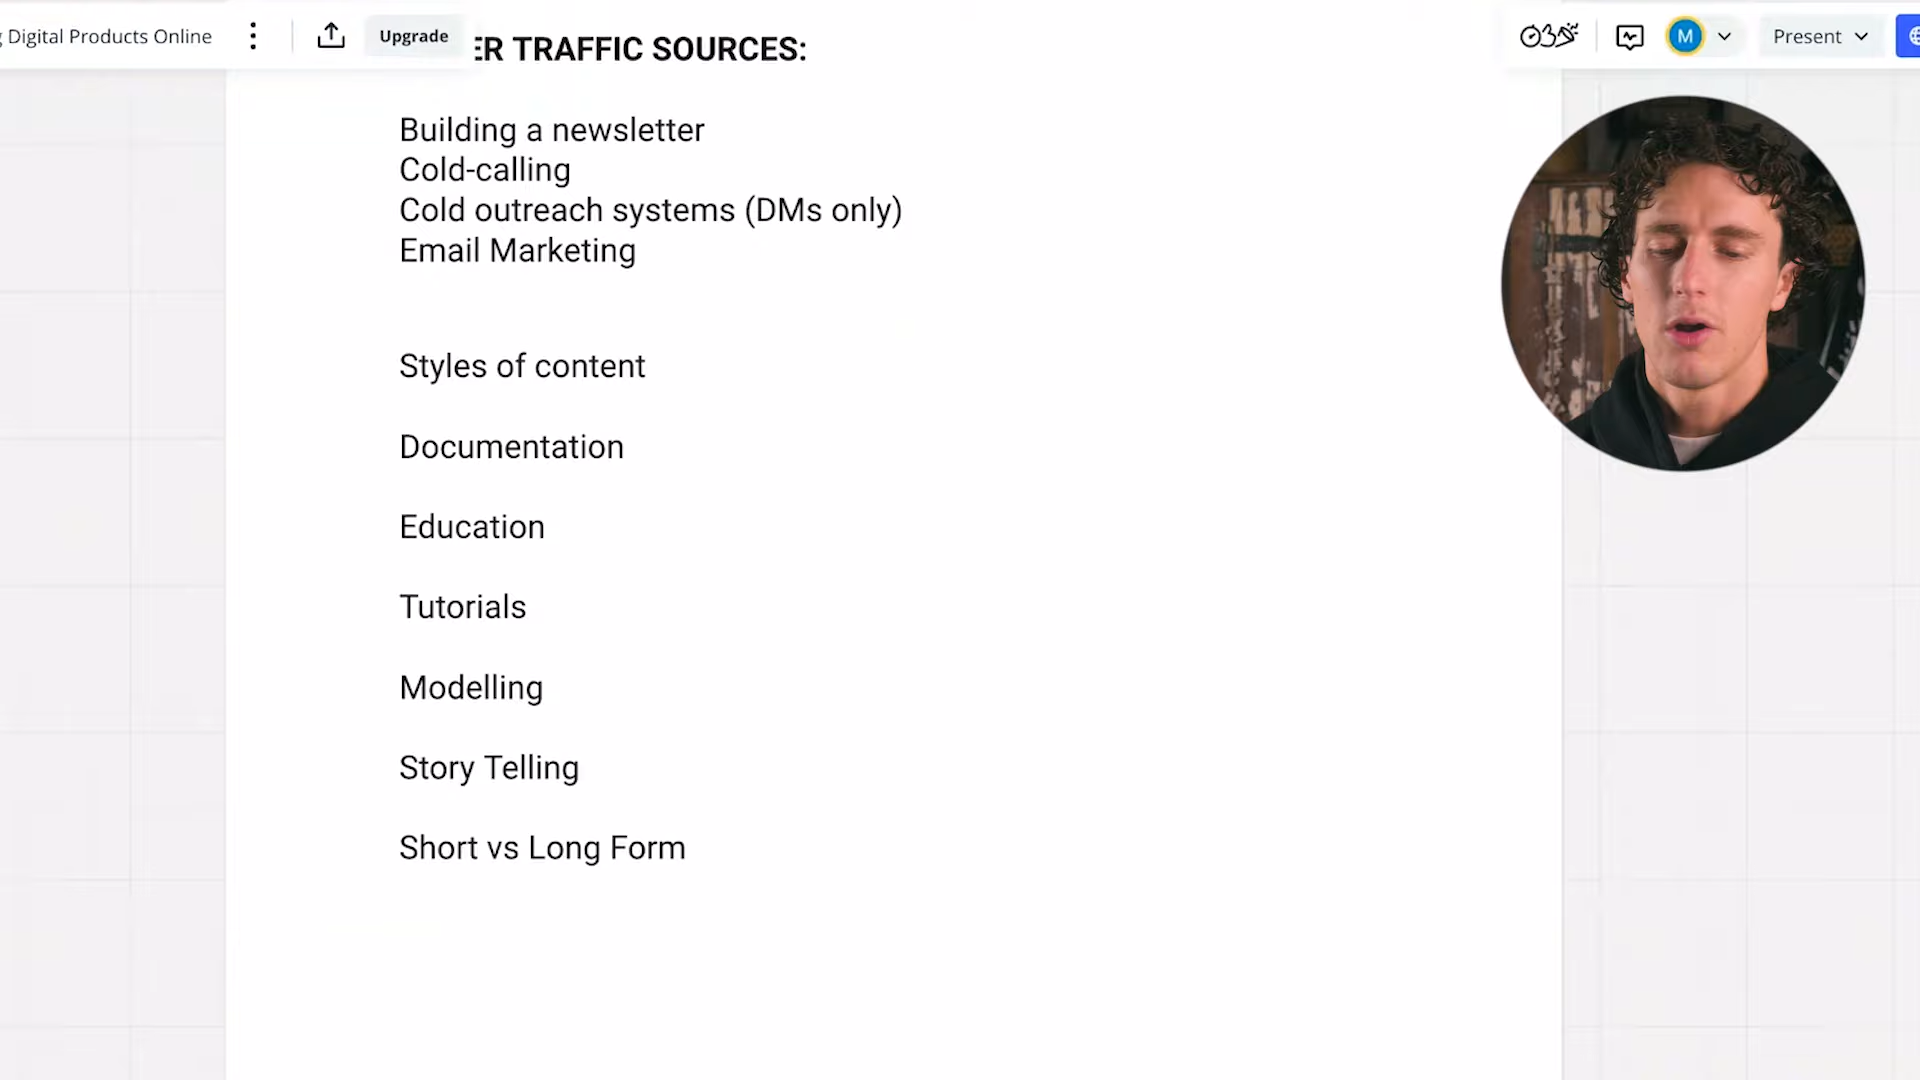 Digital Products Online
Upgrade
ER TRAFFIC SOURCES:
M
Present
Building a newsletter
Cold-calling
Cold outreach systems (DMs only)
Email Marketing
Styles of content
Documentation
Education
Tutorials
Modelling
Story Telling
Short vs Long Form